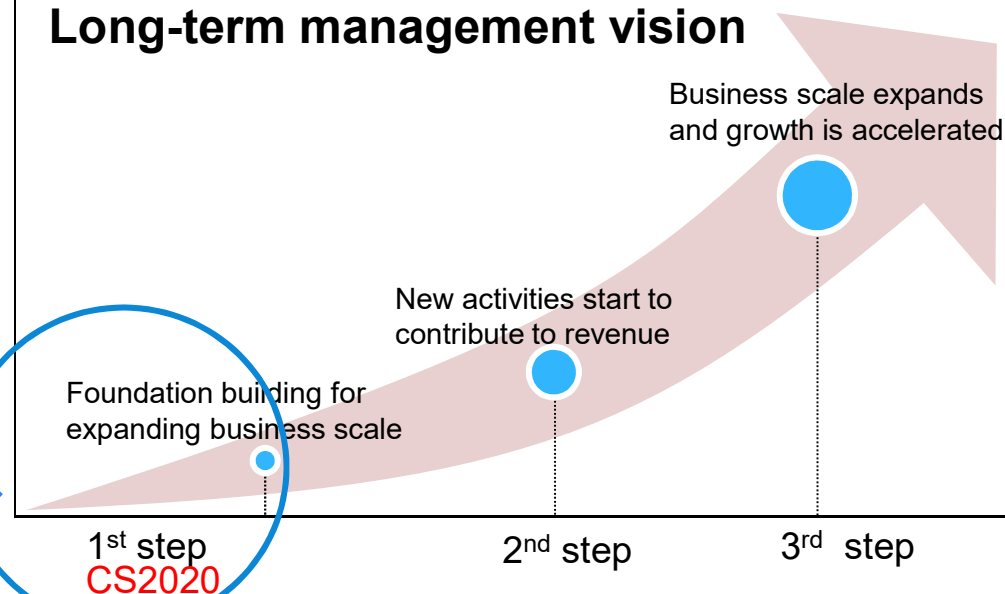 Long-term management vision
Business scale expands
and growth is accelerated
New activities start to
contribute to revenue
Foundation building for
expanding business scale
1st step
2nd step
3rd step
CS2020